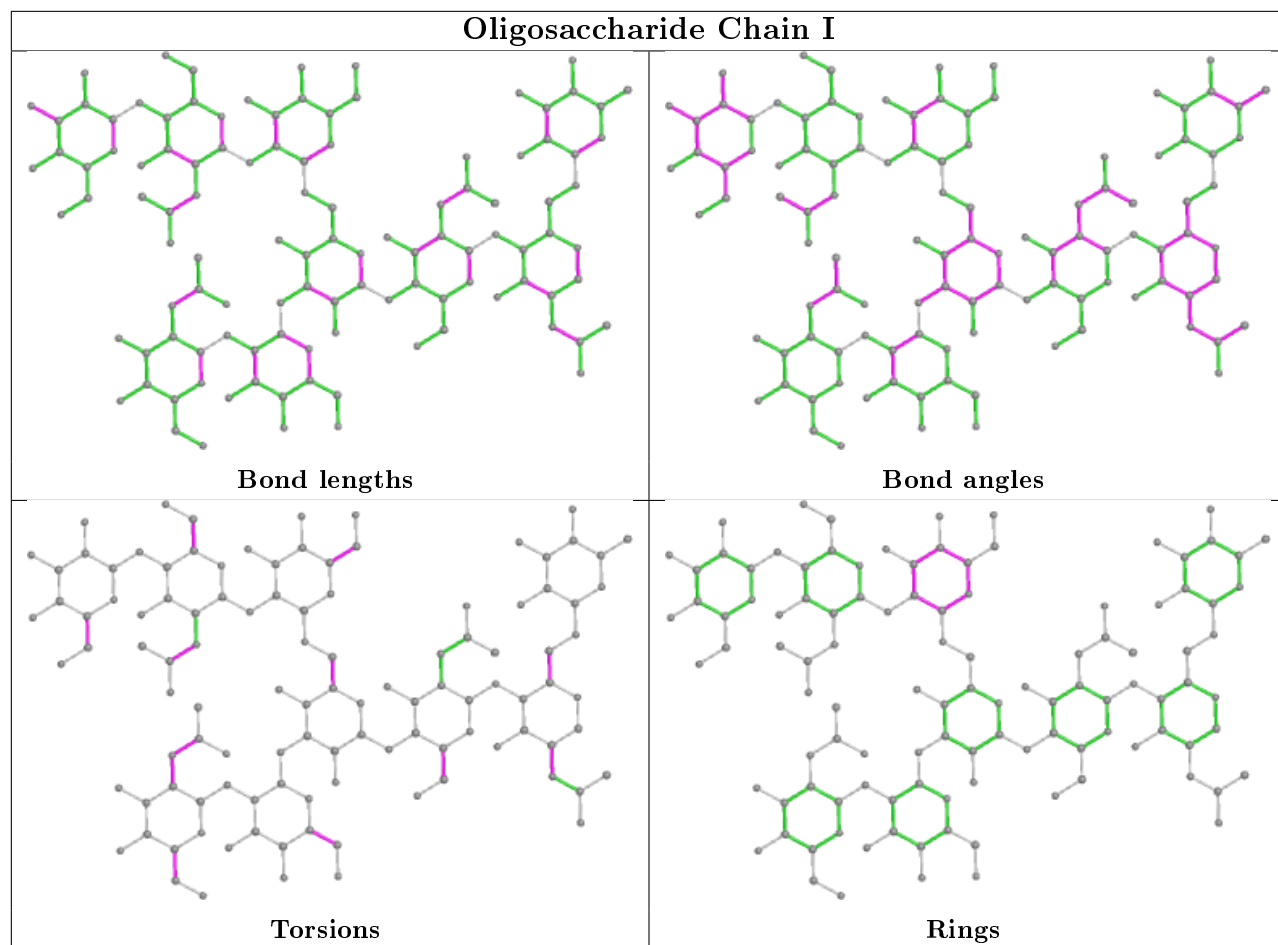 Oligosaccharide Chain I
Bond lengths
Bond angles
Torsions
Rings